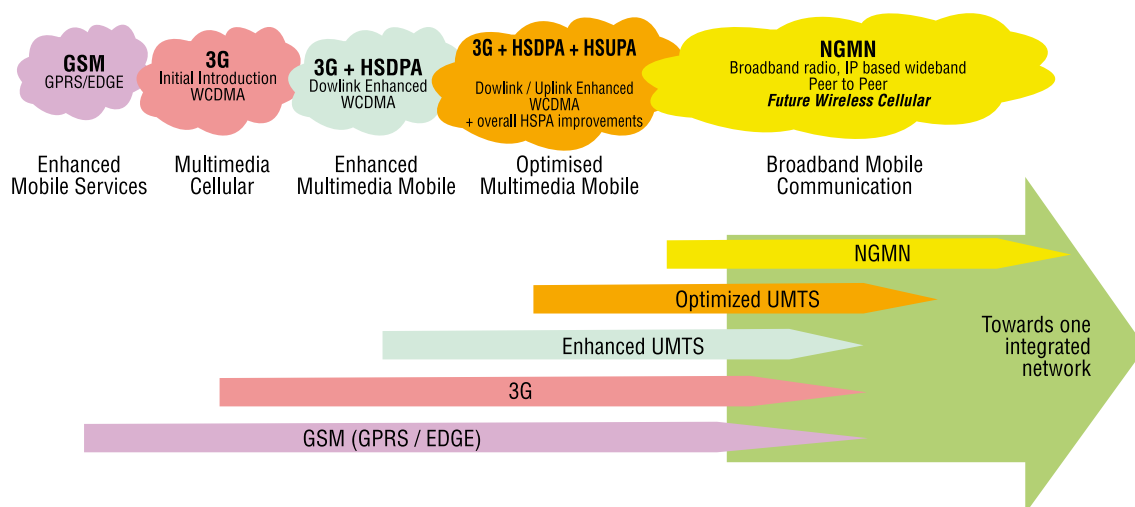 GSM
GPRS/EDGE
3G
Initial Introduction
WCDMA
3G + HSDPA
Dowlink Enhanced
WCDMA
3G + HSDPA + HSUPA
Dowlink / Uplink Enhanced
WCDMA
+ overall HSPA improvements
NGMN
Broadband radio, IP based wideband
Peer to Peer
Future Wireless Cellular
Enhanced
Mobile Services
Multimedia
Cellular
Enhanced
Multimedia Mobile
Optimised
Multimedia Mobile
Broadband Mobile
Communication
NGMN
Optimized UMTS
Enhanced UMTS
3G
GSM (GPRS / EDGE)
Towards one
integrated
network